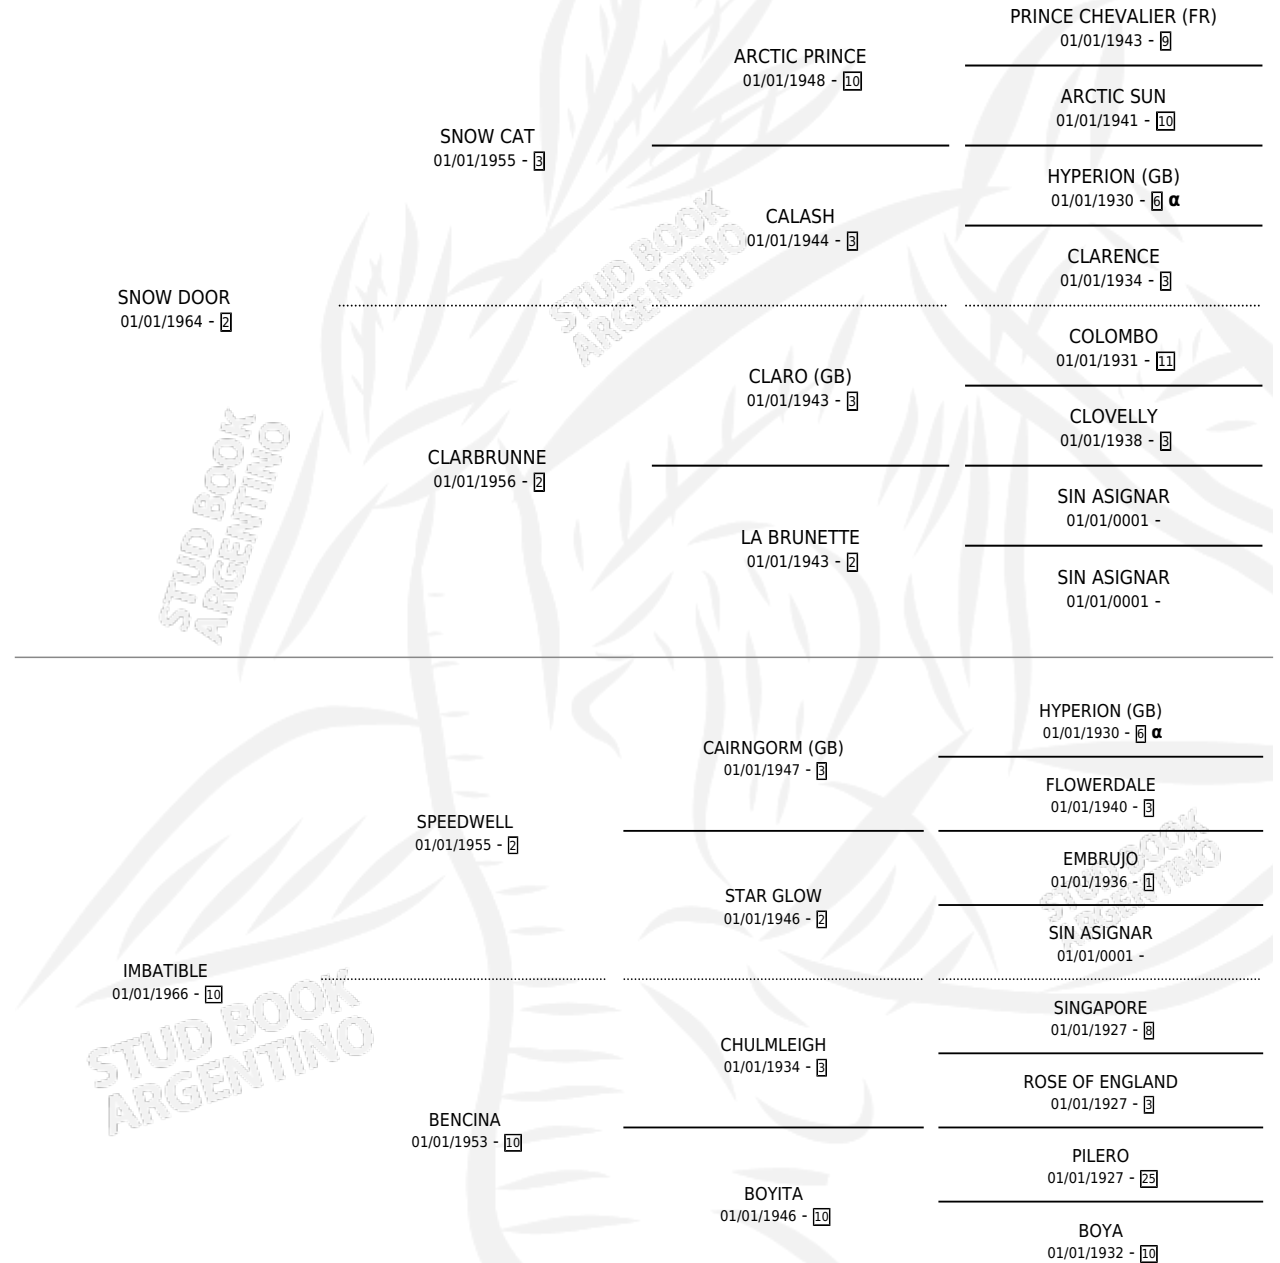 PRINCE CHEVALIER (FR)
01/01/1943 - 9
ARCTIC PRINCE
01/01/1948 - 10
ARCTIC SUN
01/01/1941 - 10
SNOW CAT
01/01/1955 - 3
HYPERION (GB)
01/01/1930 - 6 α
CALASH
01/01/1944 - 3
CLARENCE
01/01/1934 - 3
SNOW DOOR
01/01/1964 - 2
COLOMBO
01/01/1931 - 11
CLARO (GB)
01/01/1943 - 3
CLOVELLY
01/01/1938 - 3
CLARBRUNNE
01/01/1956 - 2
SIN ASIGNAR
01/01/0001 -
LA BRUNETTE
01/01/1943 - 2
SIN ASIGNAR
01/01/0001 -
STUD BOOK
ARGENTINO
STUD BOOK
ARGENTINO
HYPERION (GB)
01/01/1930 - 6 α
CAIRNGORM (GB)
01/01/1947 - 3
FLOWERDALE
01/01/1940 - 3
SPEEDWELL
01/01/1955 - 2
EMBRUJO
01/01/1936 - 1
STAR GLOW
01/01/1946 - 2
SIN ASIGNAR
01/01/0001 -
IMBATIBLE
01/01/1966 - 10
SINGAPORE
01/01/1927 - 8
CHULMLEIGH
01/01/1934 - 3
ROSE OF ENGLAND
01/01/1927 - 3
BENCINA
01/01/1953 - 10
PILERO
01/01/1927 - 25
BOYITA
01/01/1946 - 10
BOYA
01/01/1932 - 10
STUD BOOK
ARGENTINO
STUD BOOK
ARGENTINO